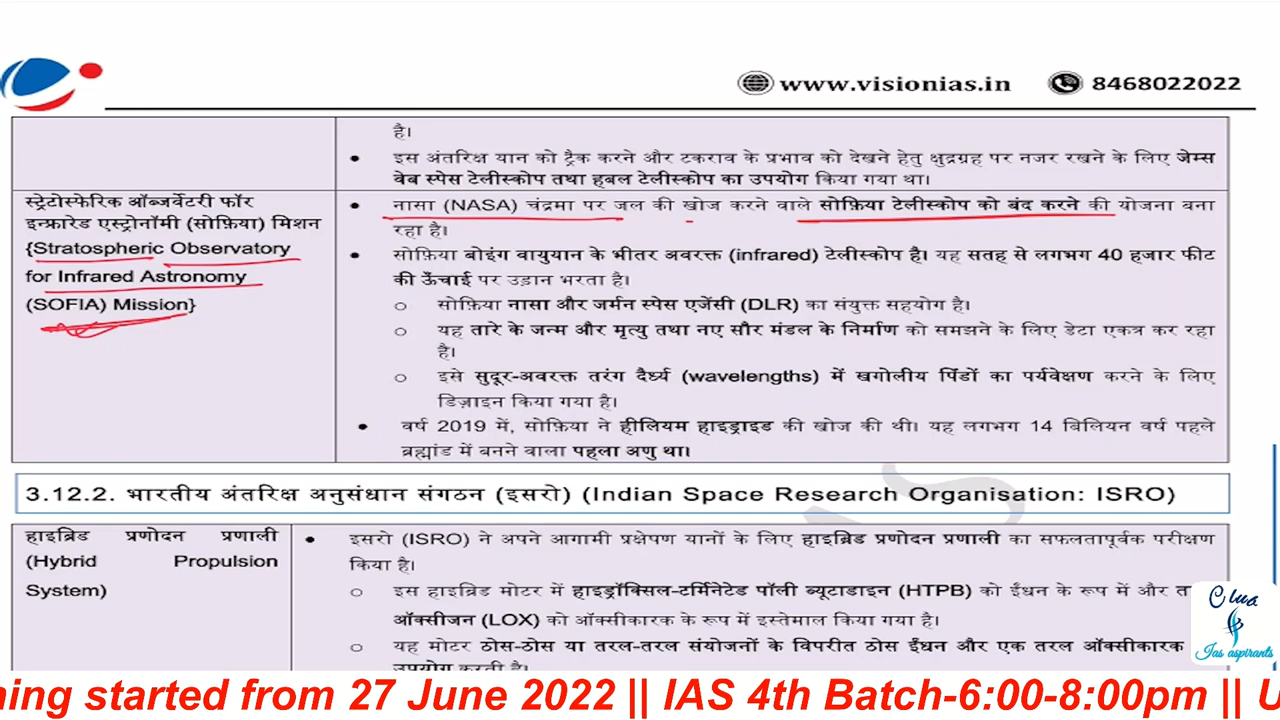 www.visionias.in 8468022022
है।
इस अंतरिक्ष यान को ट्रैक करने और टकराव के प्रभाव को देखने हेतु क्षुद्रग्रह पर नजर रखने के लिए जेम्स
वेब स्पेस टेलीस्कोप तथा हबल टेलीस्कोप का उपयोग किया गया था।
स्ट्रेटोस्फेरिक ऑब्जर्वेटरी फॉर
इन्फ्रारेड एस्ट्रोनॉमी (सोफ़िया) मिशन
{Stratospheric Observatory
for Infrared Astronomy
(SOFIA) Mission}
नासा (NASA) चंद्रमा पर जल की खोज करने वाले सोफ़िया टेलीस्कोप को बंद करने की योजना बना
रहा है।
सोफ़िया बोइंग वायुयान के भीतर अवरक्त (infrared) टेलीस्कोप है। यह सतह से लगभग 40 हजार फीट
की ऊँचाई पर उड़ान भरता है।
सोफ़िया नासा और जर्मन स्पेस एजेंसी (DLR) का संयुक्त सहयोग है।
यह तारे के जन्म और मृत्यु तथा नए सौर मंडल के निर्माण को समझने के लिए डेटा एकत्र कर रहा
है।
इसे सुदूर-अवरक्त तरंग दैर्ध्य (wavelengths) में खगोलीय पिंडों का पर्यवेक्षण करने के लिए
डिज़ाइन किया गया है।
वर्ष 2019 में, सोफ़िया ने हीलियम हाइड्राइड की खोज की थी। यह लगभग 14 बिलियन वर्ष पहले
ब्रह्मांड में बनने वाला पहला अणु था।
3.12.2. भारतीय अंतरिक्ष अनुसंधान संगठन (इसरो) (Indian Space Research Organisation: ISRO)
हाइब्रिड प्रणोदन प्रणाली
(Hybrid Propulsion
System)
इसरो (ISRO) ने अपने आगामी प्रक्षेपण यानों के लिए हाइब्रिड प्रणोदन प्रणाली का सफलतापूर्वक परीक्षण
किया है।
इस हाइब्रिड मोटर में हाइड्रॉक्सिल-टर्मिनेटेड पॉली ब्यूटाडाइन (HTPB) को ईंधन के रूप में और
ऑक्सीजन (LOX) को ऑक्सीकारक के रूप में इस्तेमाल किया गया है।
यह मोटर ठोस-ठोस या तरल-तरल संयोजनों के विपरीत ठोस ईंधन और एक तरल ऑक्सीकारक
उपयोग करती है।
Ias aspirants
ning started from 27 June 2022 || IAS 4th Batch-6:00-8:00pm || U